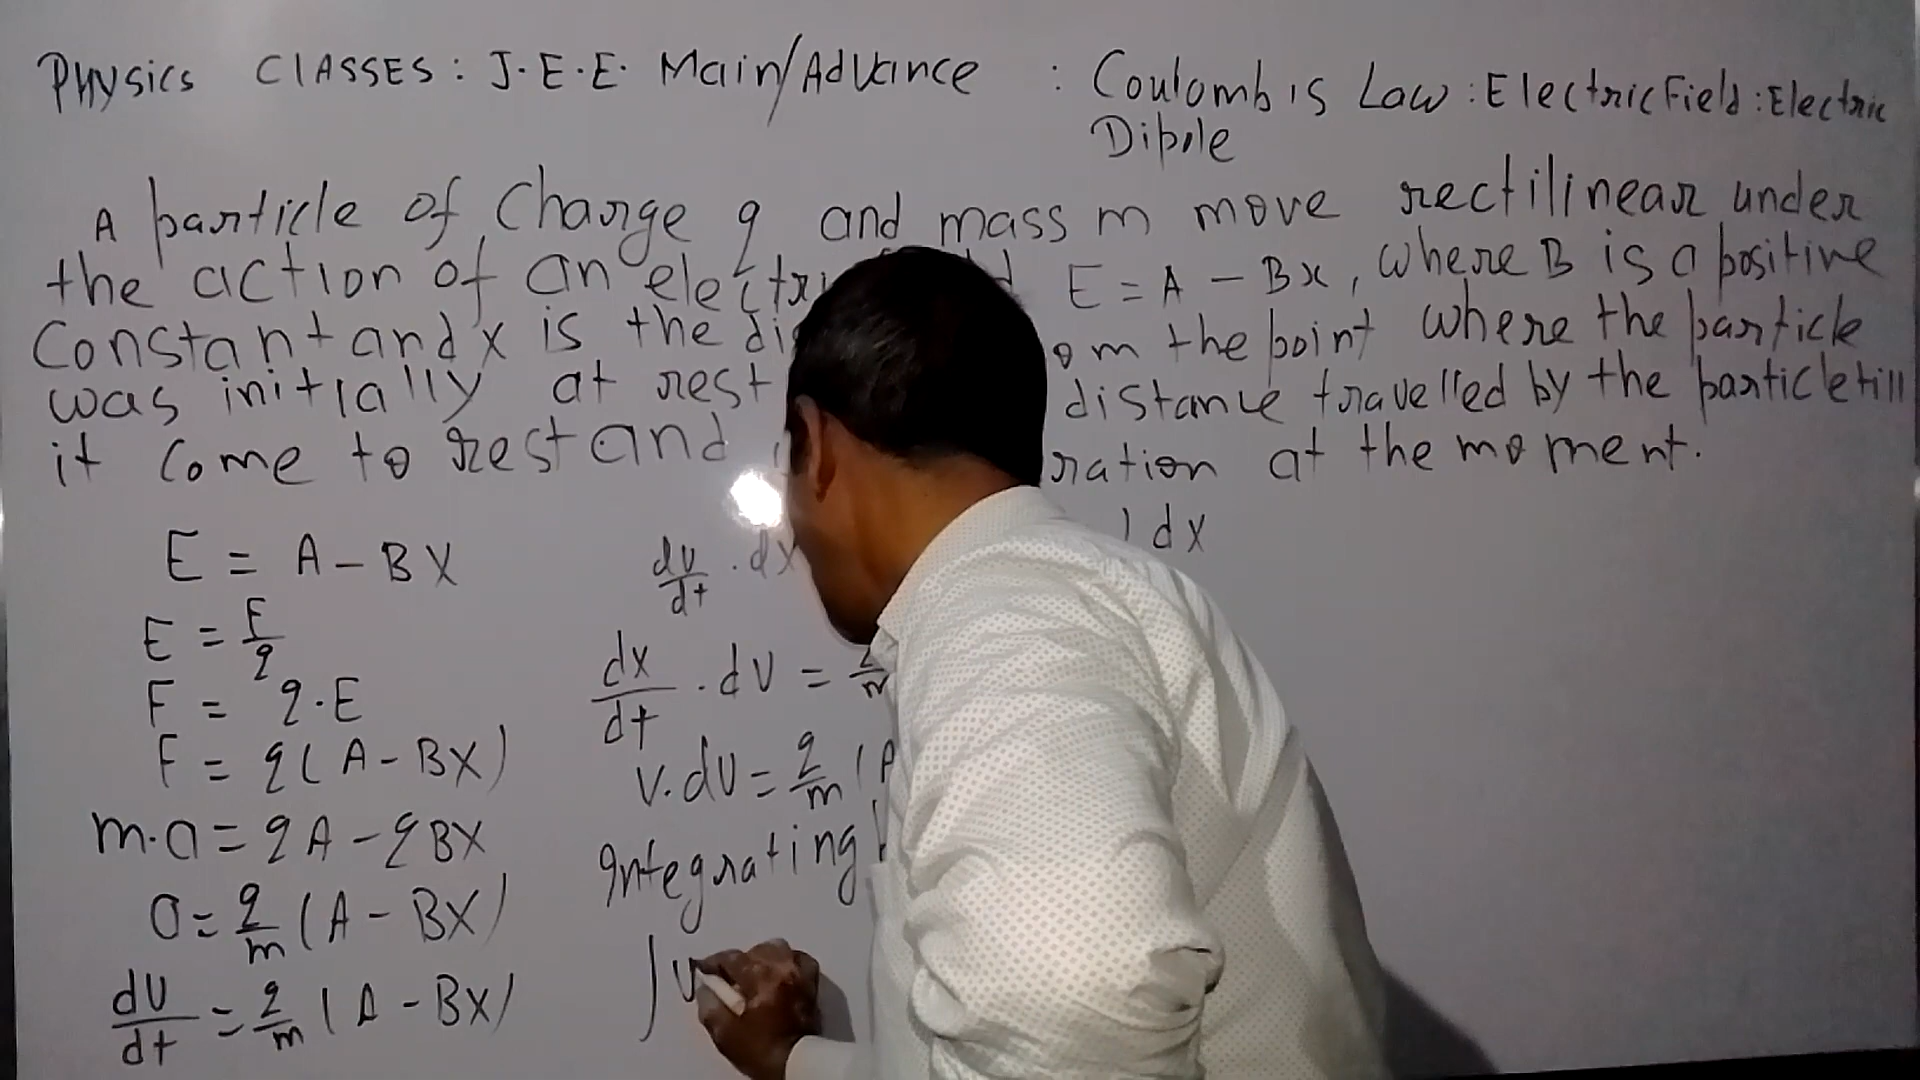 Physics CLASSES : J.E.E. Main/Advance : Coulombis Law : Electric Field : Electric
Dipole
A particle of charge q and mass m move rectilinear under
the action of an E = A - Bx, where B is a positive
Constant and x is the the point where the particle
was initially at rest distance travelled by the particle till
it come to rest and at the moment.
E = A - BX
E = F/q
F = q.E
F = q(A - BX)
m.a = qA - qBX
a = q/m (A - BX)
dv/dt = q/m (A - BX)
dv/dt . dx ) dx
dx/dt . dv =
v.dv = q/m (A
Integrating
∫ v